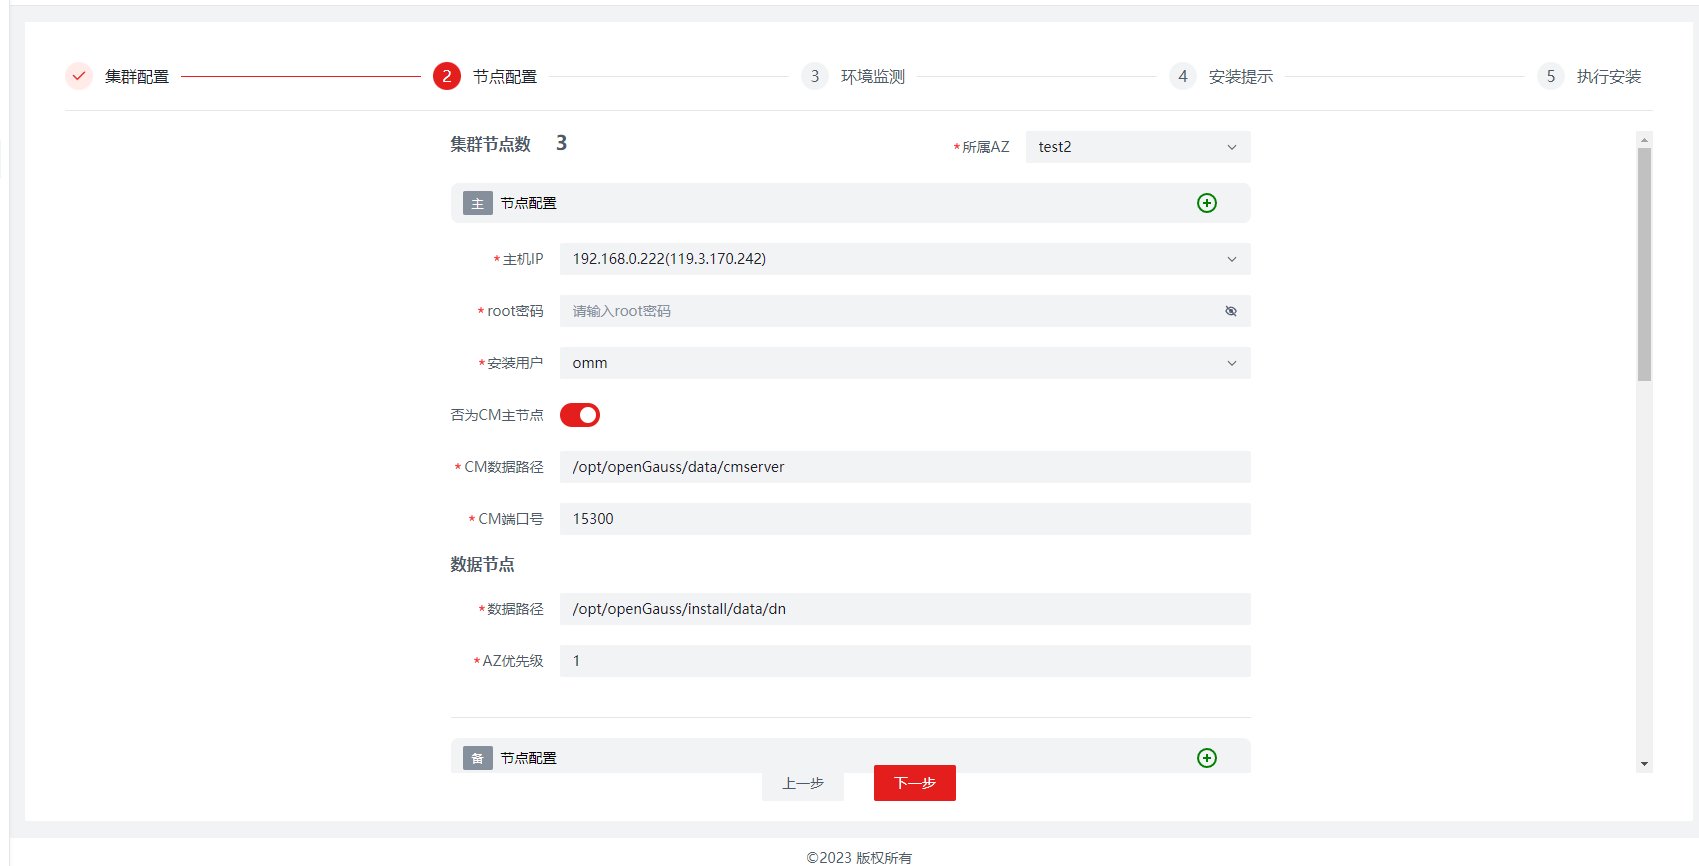 集群配置
2 节点配置
3 环境监测
4 安装提示
5 执行安装
集群节点数 3
*所属AZ test2
主 节点配置
*主机IP 192.168.0.222(119.3.170.242)
*root密码 请输入root密码
*安装用户 omm
否为CM主节点
*CM数据路径 /opt/openGauss/data/cmserver
*CM端口号 15300
数据节点
*数据路径 /opt/openGauss/install/data/dn
*AZ优先级 1
备 节点配置
上一步 下一步
©2023 版权所有